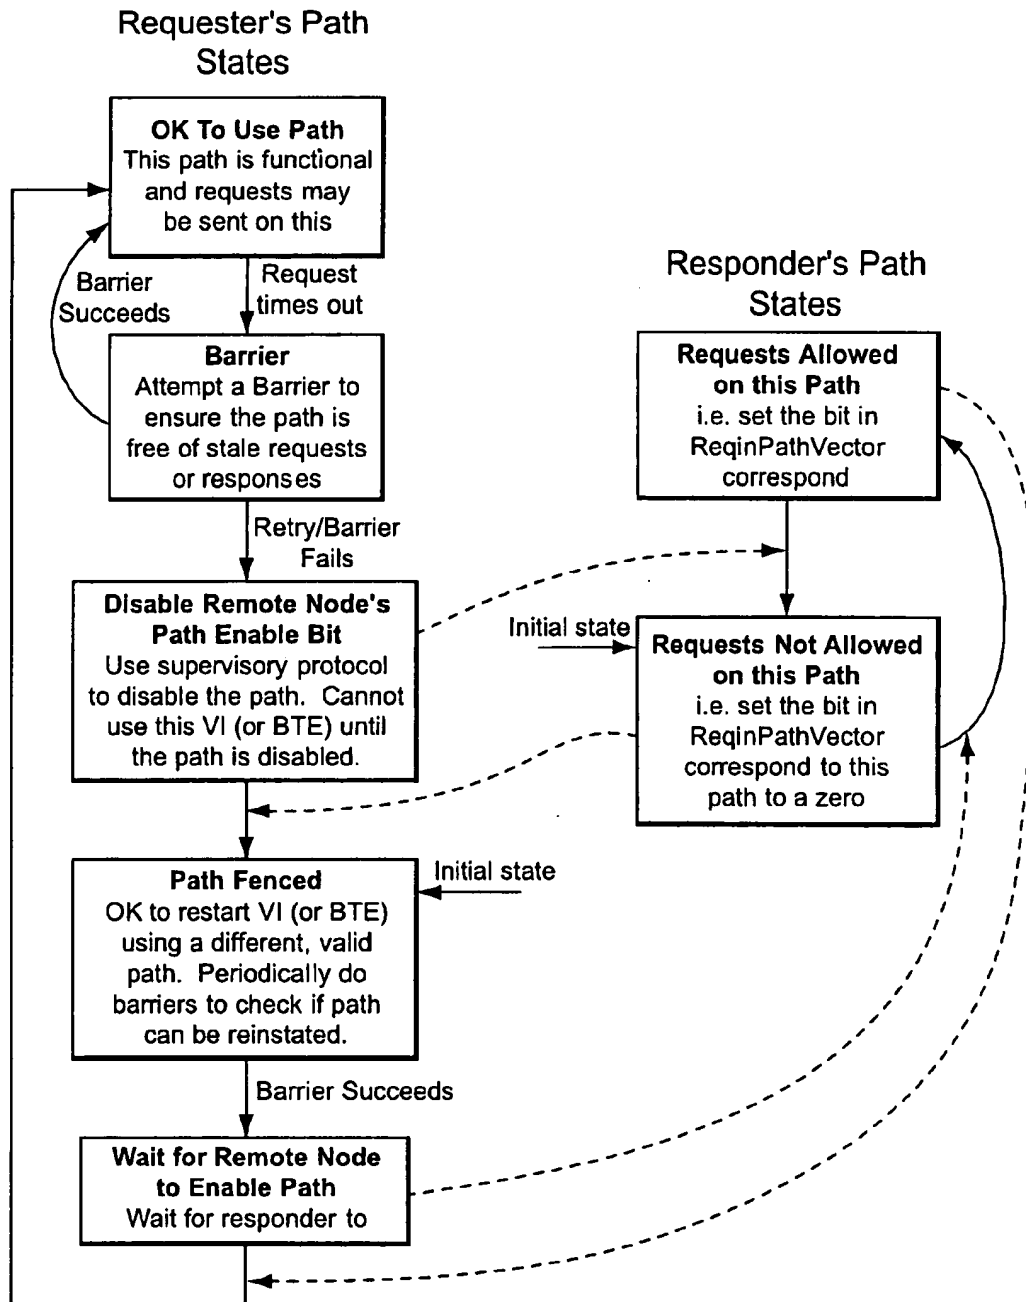 Requester's Path
States
OK To Use Path
This path is functional
and requests may
be sent on this
Barrier
Succeeds
Request
times out
Barrier
Attempt a Barrier to
ensure the path is
free of stale requests
or responses
Retry/Barrier
Fails
Disable Remote Node's
Path Enable Bit
Use supervisory protocol
to disable the path. Cannot
use this VI (or BTE) until
the path is disabled.
Path Fenced
OK to restart VI (or BTE)
using a different, valid
path. Periodically do
barriers to check if path
can be reinstated.
Initial state
Barrier Succeeds
Wait for Remote Node
to Enable Path
Wait for responder to
Responder's Path
States
Requests Allowed
on this Path
i.e. set the bit in
ReqinPathVector
correspond
Initial state
Requests Not Allowed
on this Path
i.e. set the bit in
ReqinPathVector
correspond to this
path to a zero